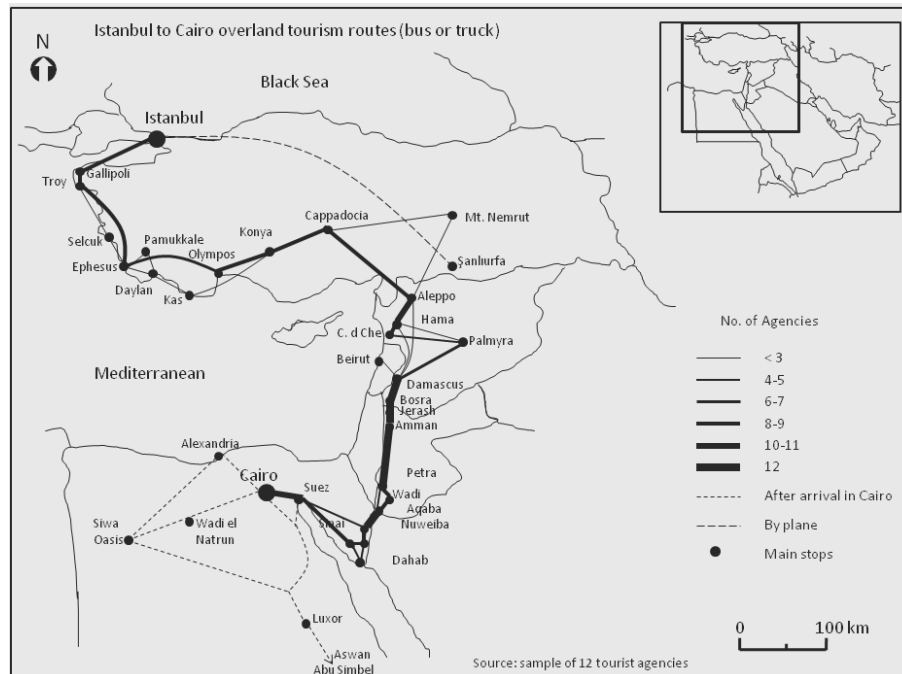 Istanbul to Cairo overland tourism routes (bus or truck)
N
Black Sea
Istanbul
Gallipoli
Troy
Mt. Nemrut
Cappadocia
Konya
Selcuk
Pamukkale
Olympos
Ephesus
Şanlıurfa
Daylan
Kas
Aleppo
Hama
C. d Che
Palmyra
Beirut
Mediterranean
Damascus
Bosra
Jerash
Amman
Alexandria
Petra
Cairo
Suez
Wadi
Aqaba
Siwa
Oasis
Wadi el
Natrun
Sinai
Nuweiba
Dahab
Luxor
Aswan
Abu Simbel
No. of Agencies
< 3
4-5
6-7
8-9
10-11
12
After arrival in Cairo
By plane
Main stops
0 100 km
Source: sample of 12 tourist agencies